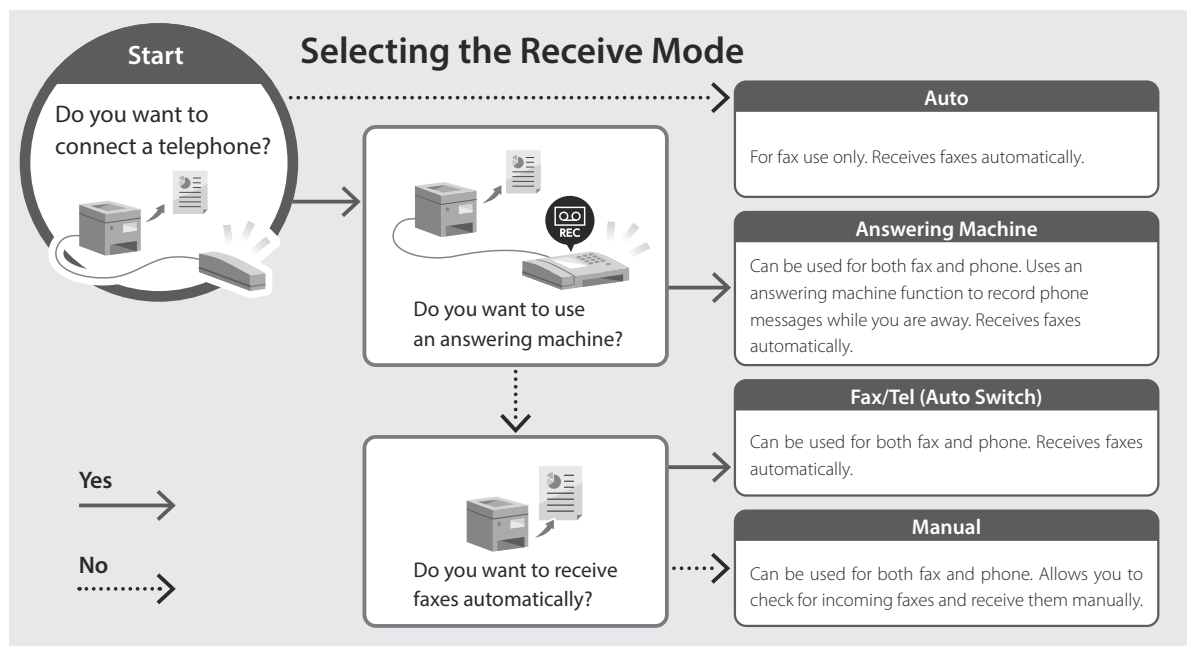 Selecting the Receive Mode
Start
Do you want to
connect a telephone?
REC
Do you want to use
an answering machine?
Do you want to receive
faxes automatically?
Auto
For fax use only. Receives faxes automatically.
Answering Machine
Can be used for both fax and phone. Uses an
answering machine function to record phone
messages while you are away. Receives faxes
automatically.
Fax/Tel (Auto Switch)
Can be used for both fax and phone. Receives faxes
automatically.
Manual
Can be used for both fax and phone. Allows you to
check for incoming faxes and receive them manually.
Yes
No